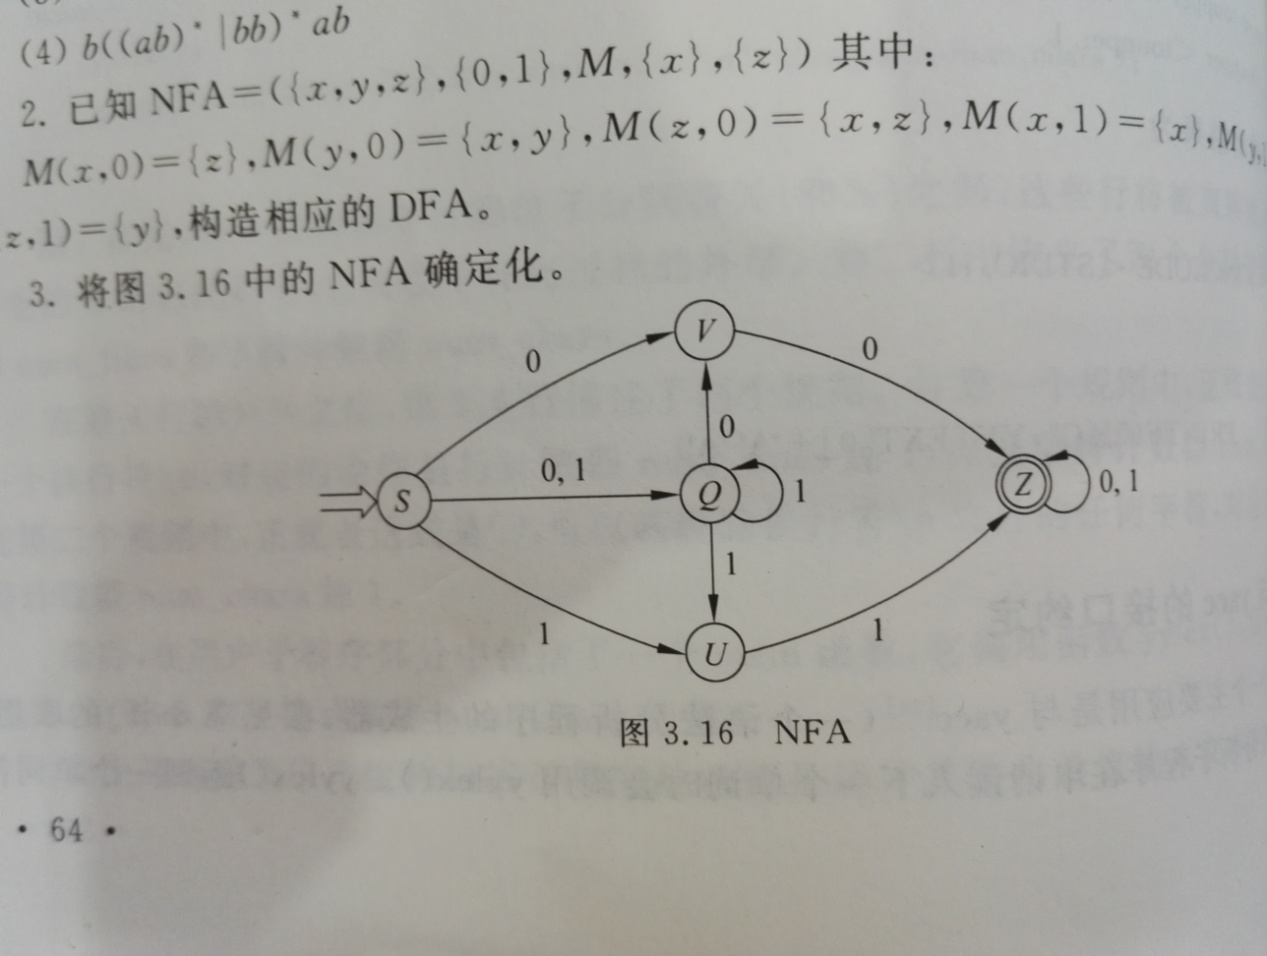 (4) b((ab)*|bb)*ab
2. 已知 NFA=({x,y,z},{0,1},M,{x},{z}) 其中:
M(x,0)={z},M(y,0)={x,y},M(z,0)={x,z},M(x,1)={x},M(y,
z,1)={y},构造相应的 DFA。
3. 将图 3.16 中的 NFA 确定化。
V
0
0
0
S
0,1
Q
1
Z
0,1
1
1
U
1
图 3.16 NFA
· 64 ·